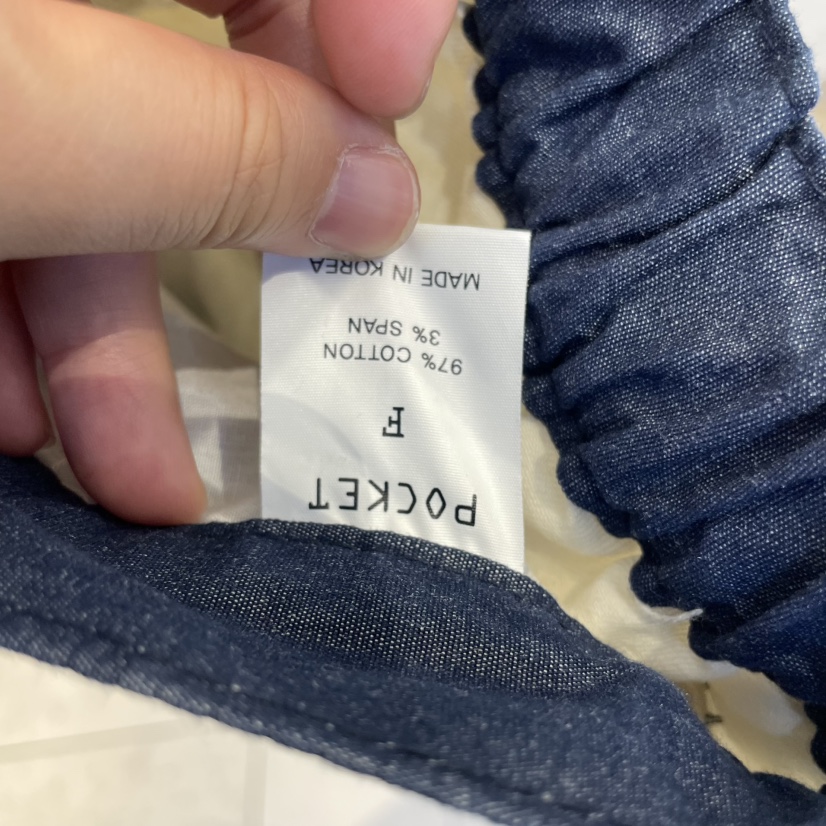 POCKET
F
97% COTTON
3% SPAN
MADE IN KOREA